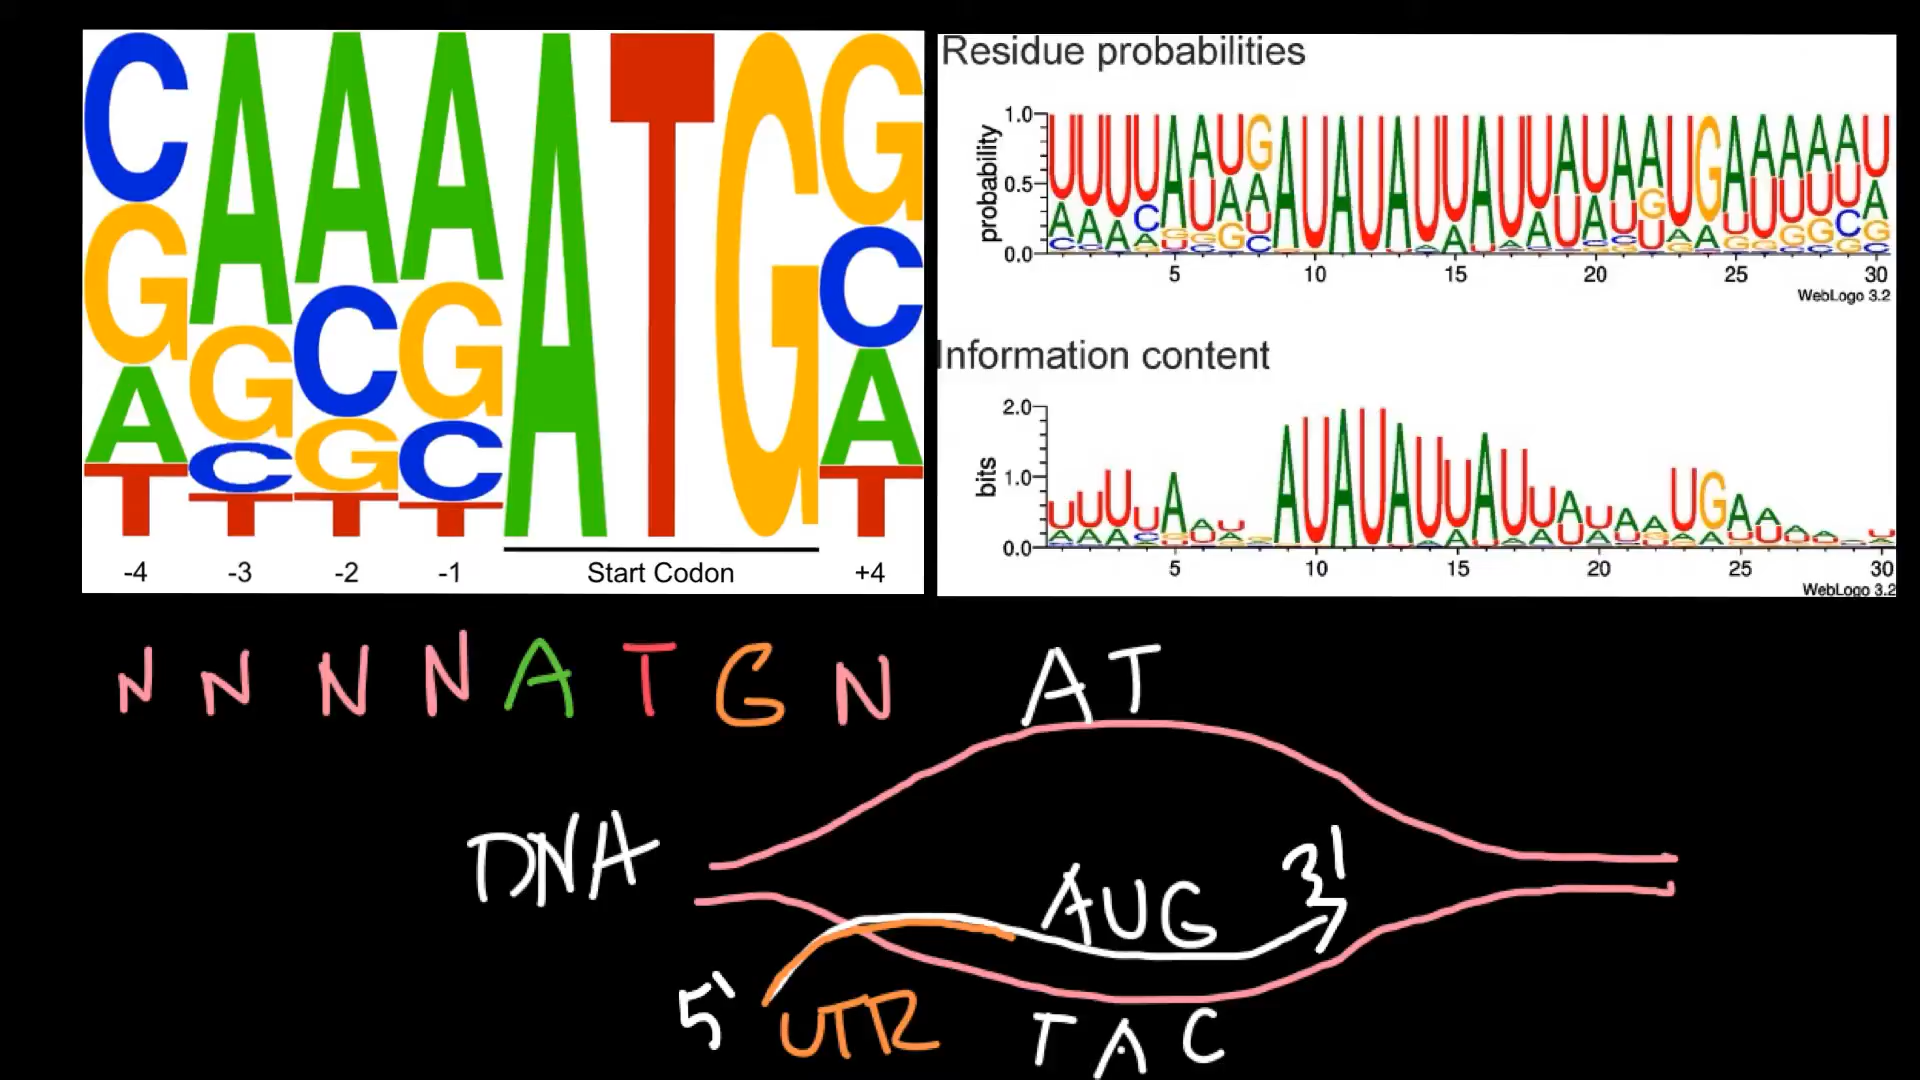 C A A A A T G G
G G C G C
A C G C A
T T T T T
-4 -3 -2 -1 Start Codon +4
Residue probabilities
probability
1.0
0.5
0.0
5 10 15 20 25 30
WebLogo 3.2
Information content
bits
2.0
1.0
0.0
5 10 15 20 25 30
WebLogo 3.2
N N N N A T G N
AT
DNA
AUG 3'
5' UTR
TAC